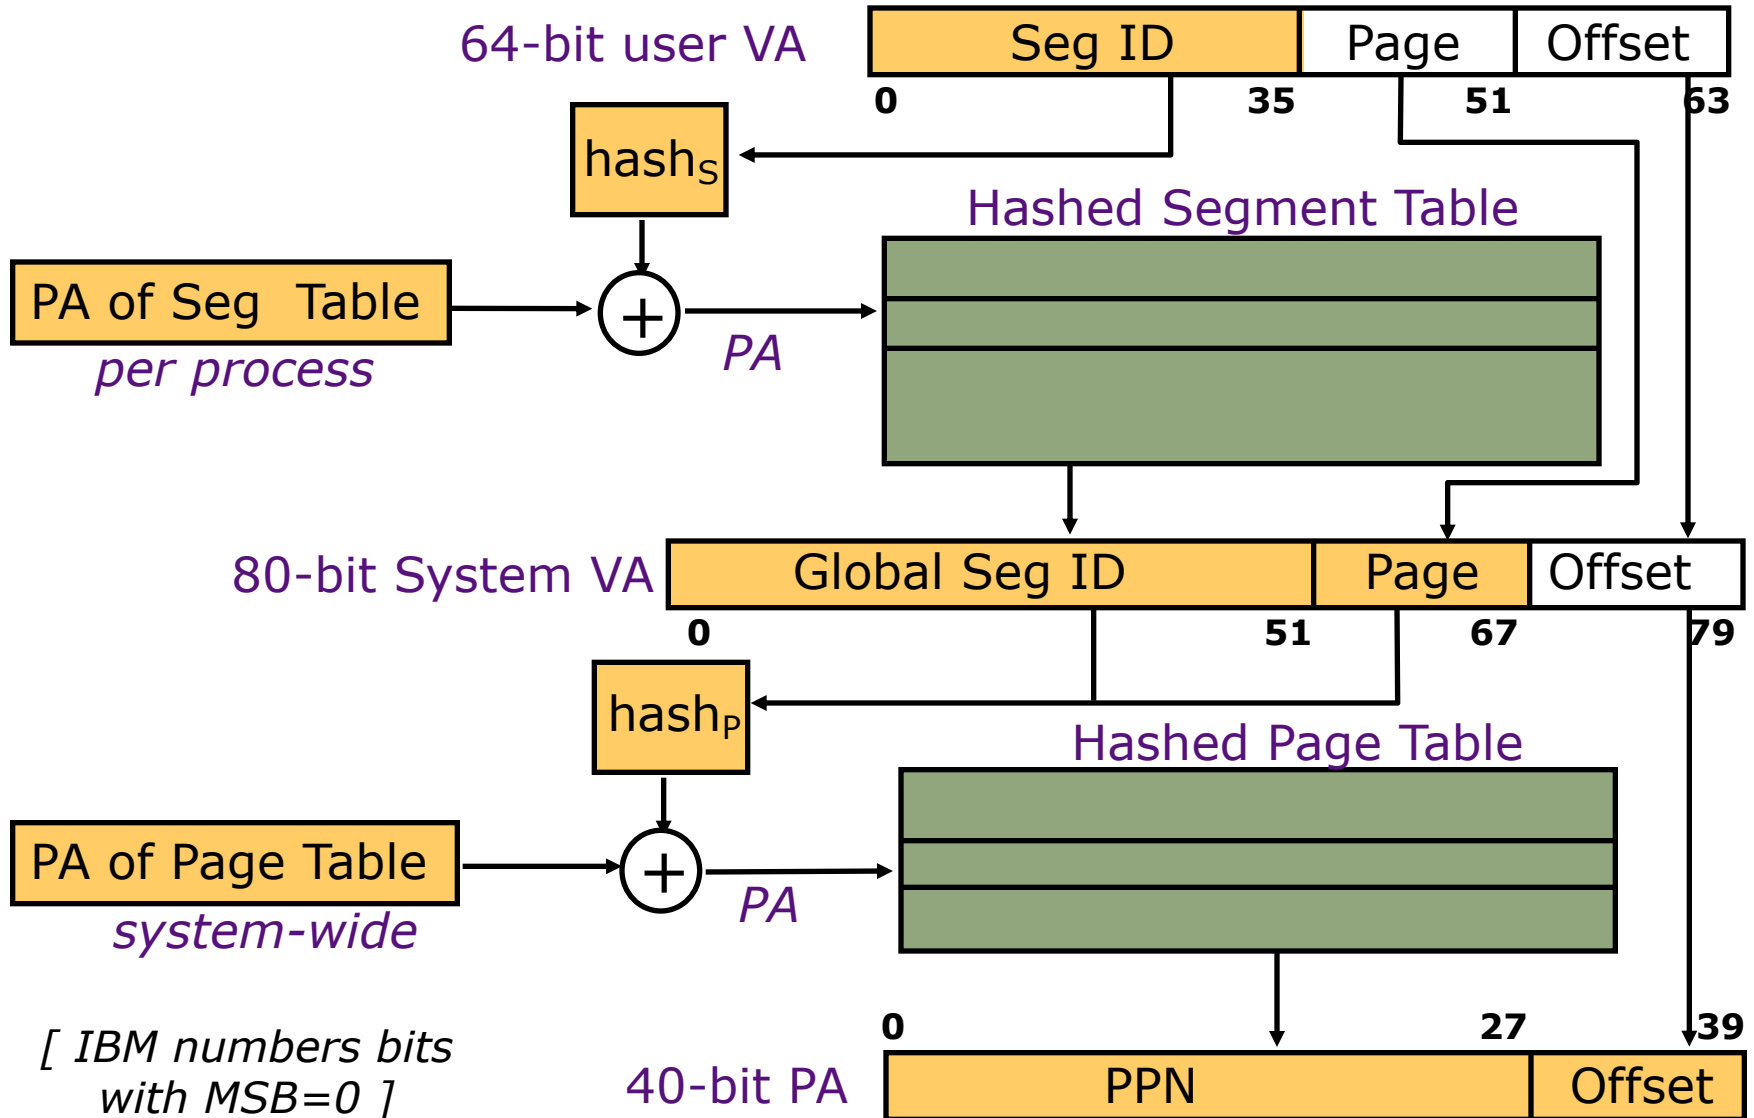 64-bit user VA
Seg ID Page Offset
0 35 51 63
hashS
Hashed Segment Table
PA of Seg Table
+
PA
per process
80-bit System VA
Global Seg ID Page Offset
0 51 67 79
hashP
Hashed Page Table
PA of Page Table
+
PA
system-wide
0 27 39
[ IBM numbers bits
with MSB=0 ]
40-bit PA
PPN Offset